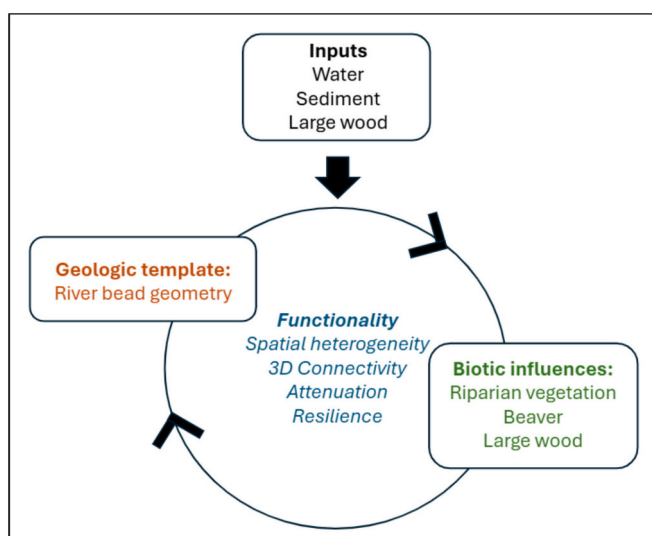 Inputs
Water
Sediment
Large wood
Geologic template:
River bead geometry
Functionality
Spatial heterogeneity
3D Connectivity
Attenuation
Resilience
Biotic influences:
Riparian vegetation
Beaver
Large wood